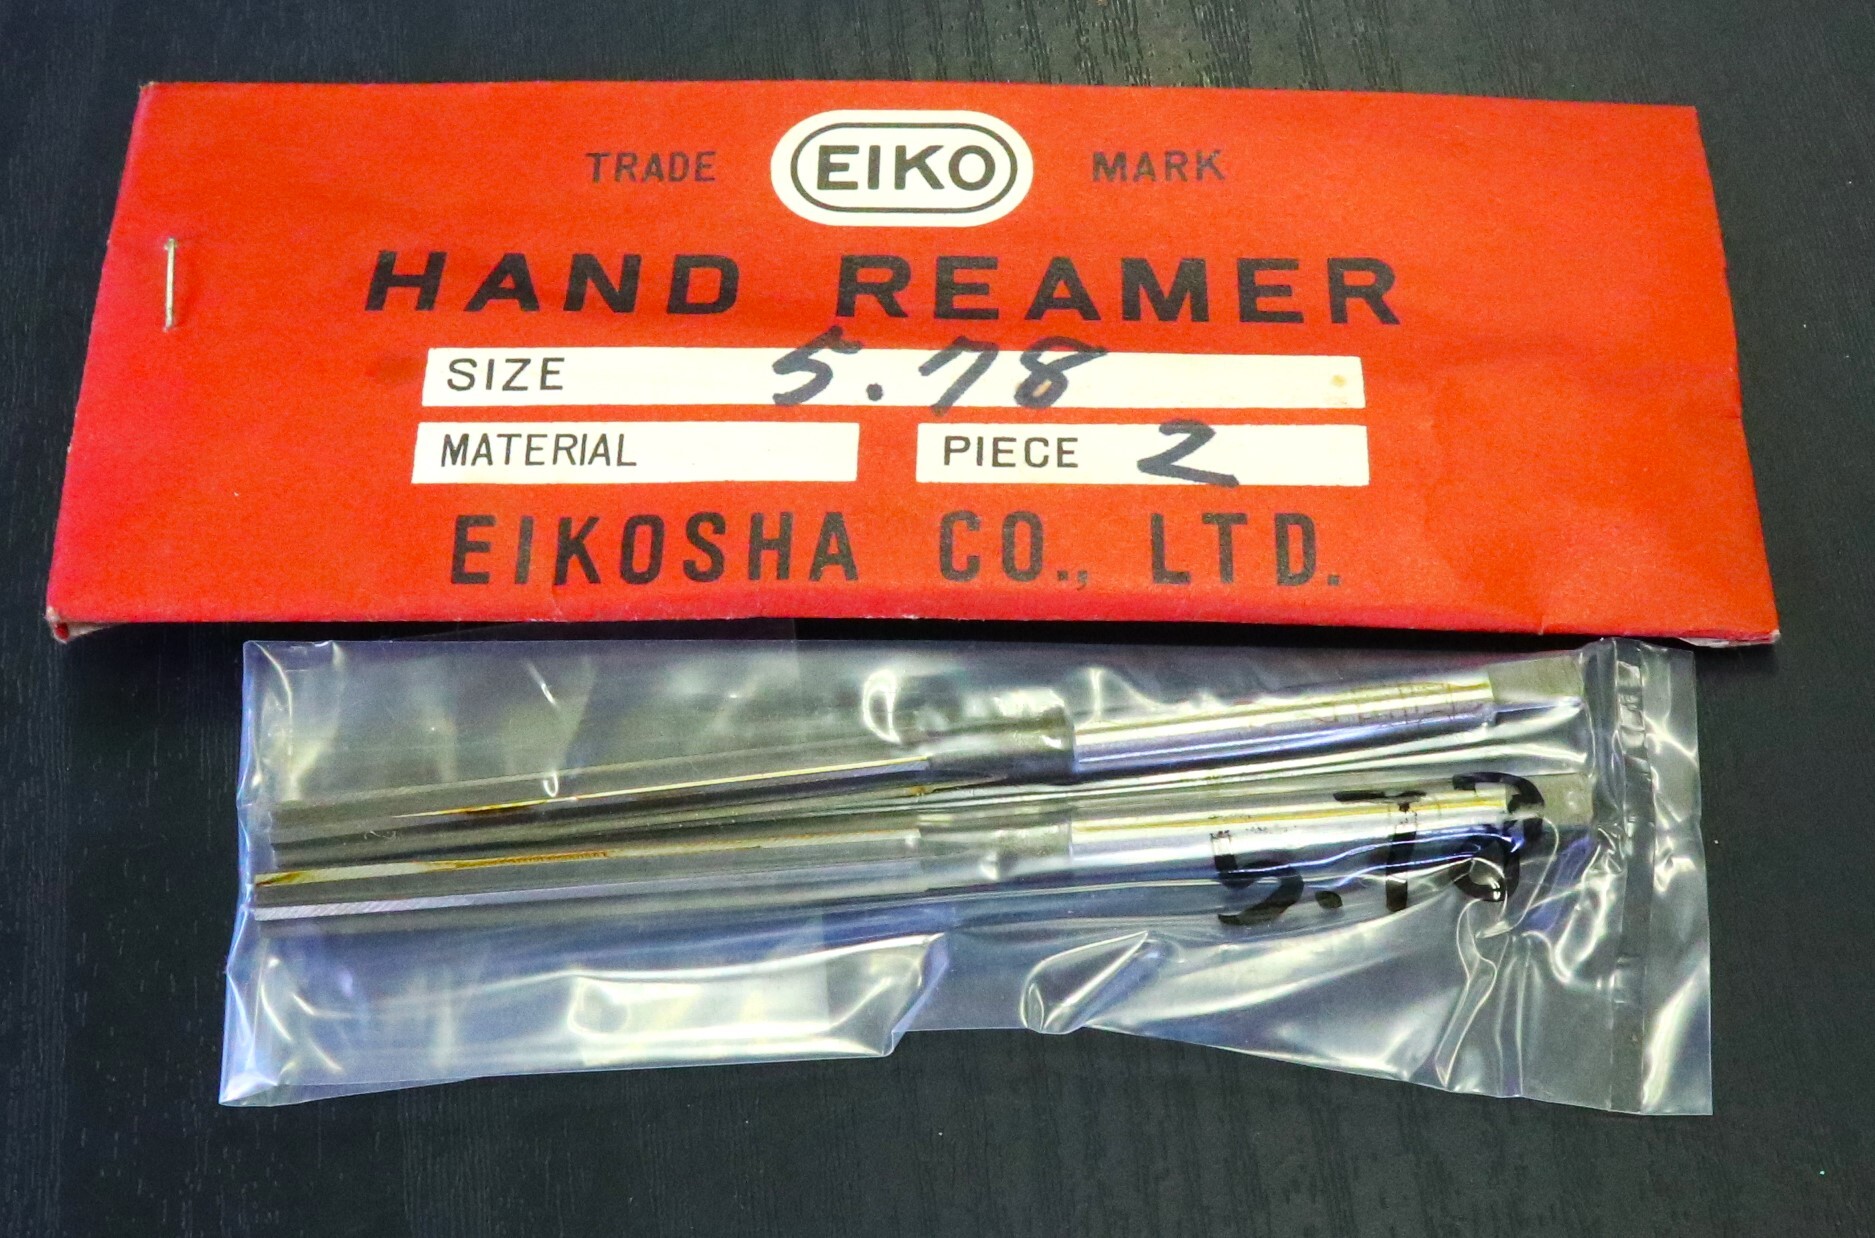 TRADE EIKO MARK
HAND REAMER
SIZE 5.78
MATERIAL PIECE 2
EIKOSHA CO., LTD.
5.78